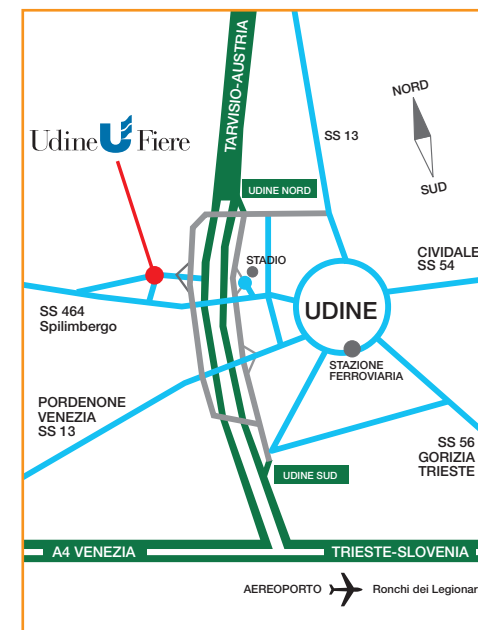 TARVISIO-AUSTRIA
NORD
SUD
Udine Fiere
SS 13
UDINE NORD
STADIO
CIVIDALE
SS 54
UDINE
SS 464
Spilimbergo
STAZIONE
FERROVIARIA
PORDENONE
VENEZIA
SS 13
SS 56
GORIZIA
TRIESTE
UDINE SUD
A4 VENEZIA
TRIESTE-SLOVENIA
AEREOPORTO
Ronchi dei Legionar